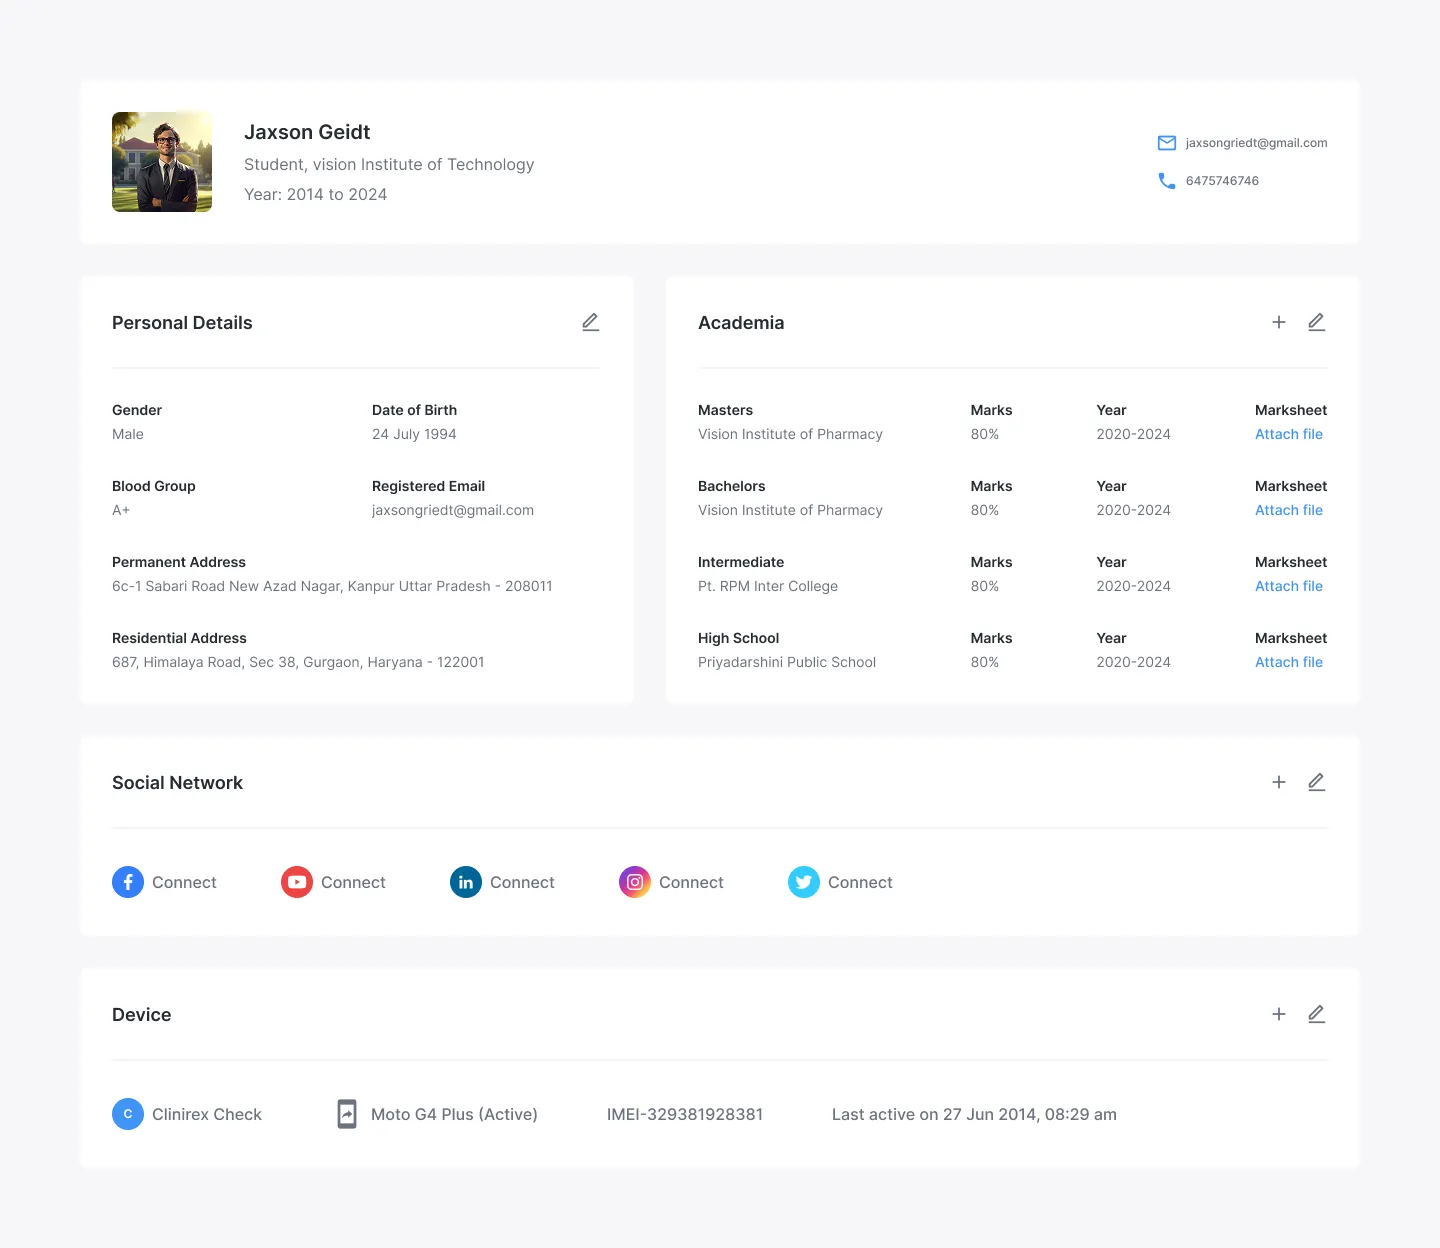 Jaxson Geidt
Student, vision Institute of Technology
Year: 2014 to 2024
jaxsongriedt@gmail.com
6475746746
Personal Details
Gender
Male
Date of Birth
24 July 1994
Blood Group
A+
Registered Email
jaxsongriedt@gmail.com
Permanent Address
6c-1 Sabari Road New Azad Nagar, Kanpur Uttar Pradesh - 208011
Residential Address
687, Himalaya Road, Sec 38, Gurgaon, Haryana - 122001
Academia
Masters Marks Year Marksheet
Vision Institute of Pharmacy 80% 2020-2024 Attach file
Bachelors Marks Year Marksheet
Vision Institute of Pharmacy 80% 2020-2024 Attach file
Intermediate Marks Year Marksheet
Pt. RPM Inter College 80% 2020-2024 Attach file
High School Marks Year Marksheet
Priyadarshini Public School 80% 2020-2024 Attach file
Social Network
Connect Connect in Connect Connect Connect
Device
C Clinirex Check Moto G4 Plus (Active) IMEI-329381928381 Last active on 27 Jun 2014, 08:29 am